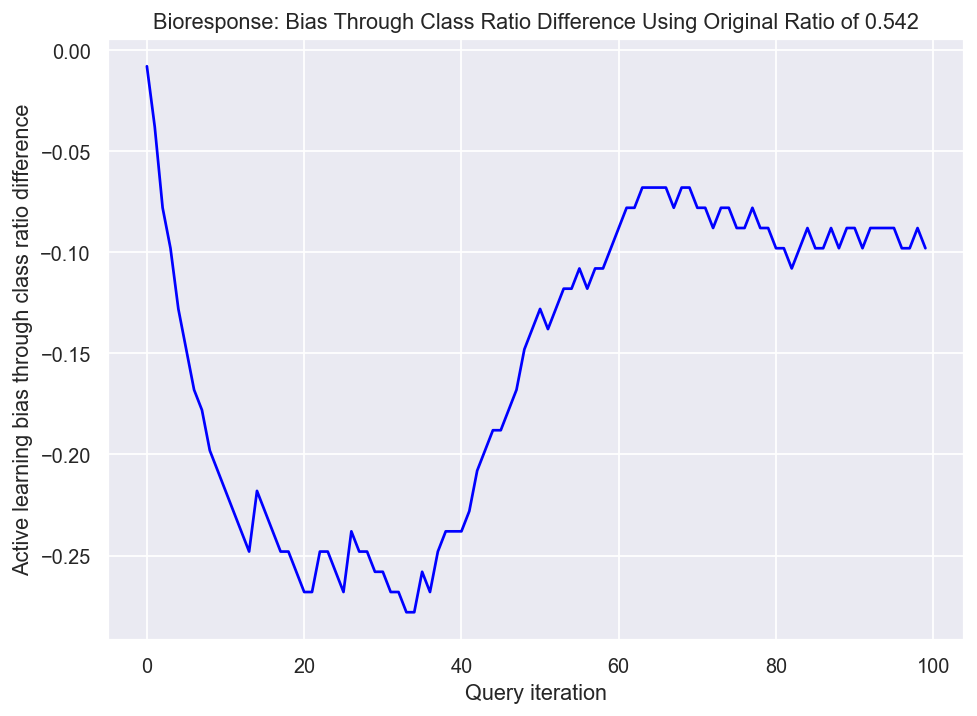 Bioresponse: Bias Through Class Ratio Difference Using Original Ratio of 0.542
Active learning bias through class ratio difference
0.00
−0.05
−0.10
−0.15
−0.20
−0.25
0 20 40 60 80 100
Query iteration